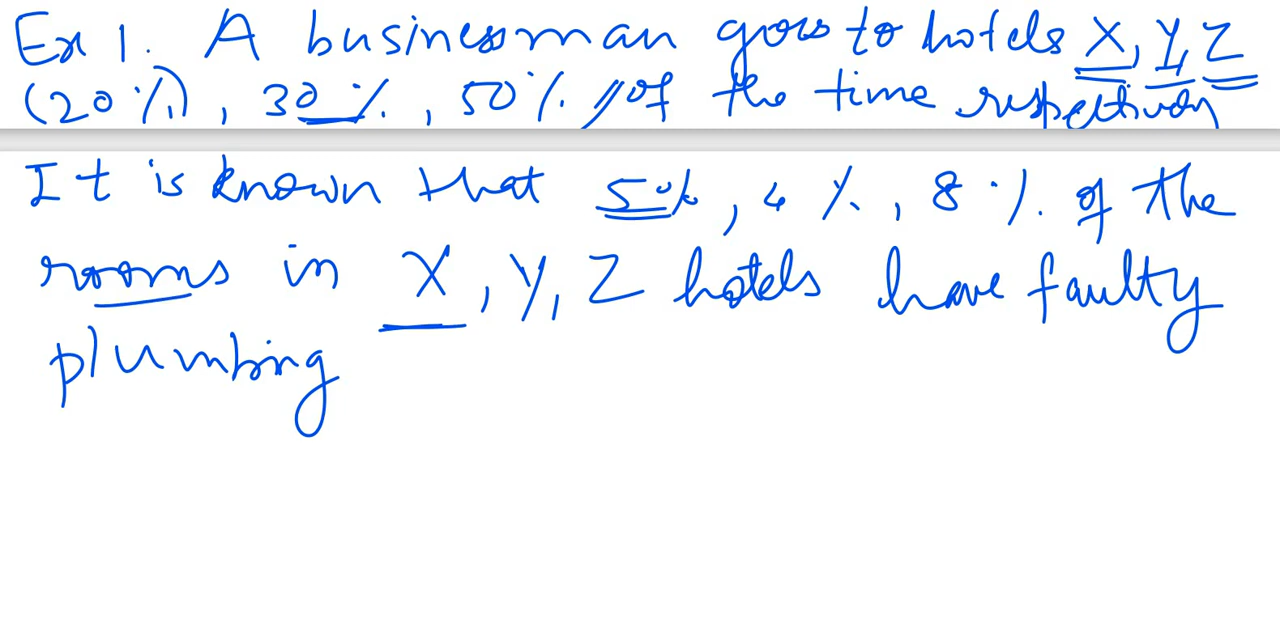 Ex 1. A businessman goes to hotels X, Y, Z
(20%), 30%, 50% of the time respectively
It is known that 5%, 4%, 8% of the
rooms in X, Y, Z hotels have faulty
plumbing